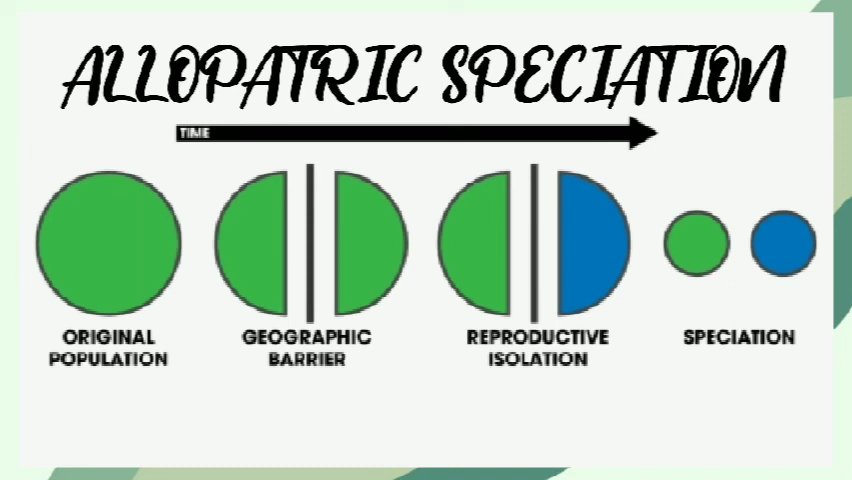 ALLOPATRIC SPECIATION
TIME
ORIGINAL
POPULATION
GEOGRAPHIC
BARRIER
REPRODUCTIVE
ISOLATION
SPECIATION